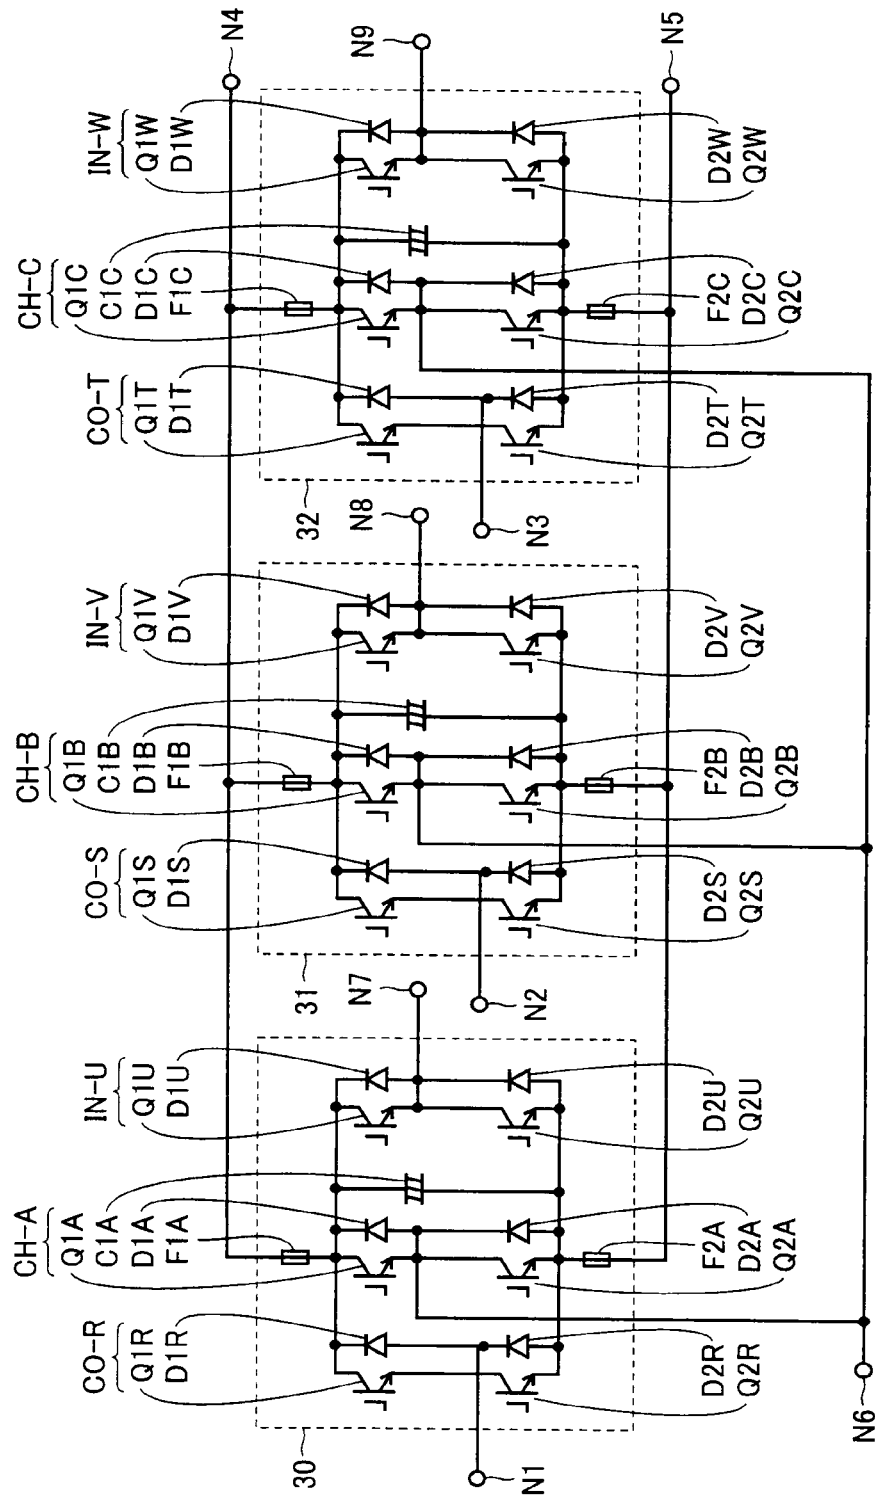 N4
N9
N5
IN-W
Q1W
D1W
D2W
Q2W
CH-C
Q1C
C1C
D1C
F1C
F2C
D2C
Q2C
CO-T
Q1T
D1T
D2T
Q2T
32
N3
N8
IN-V
Q1V
D1V
D2V
Q2V
CH-B
Q1B
C1B
D1B
F1B
F2B
D2B
Q2B
CO-S
Q1S
D1S
D2S
Q2S
31
N2
N7
IN-U
Q1U
D1U
D2U
Q2U
CH-A
Q1A
C1A
D1A
F1A
F2A
D2A
Q2A
CO-R
Q1R
D1R
D2R
Q2R
30
N1
N6